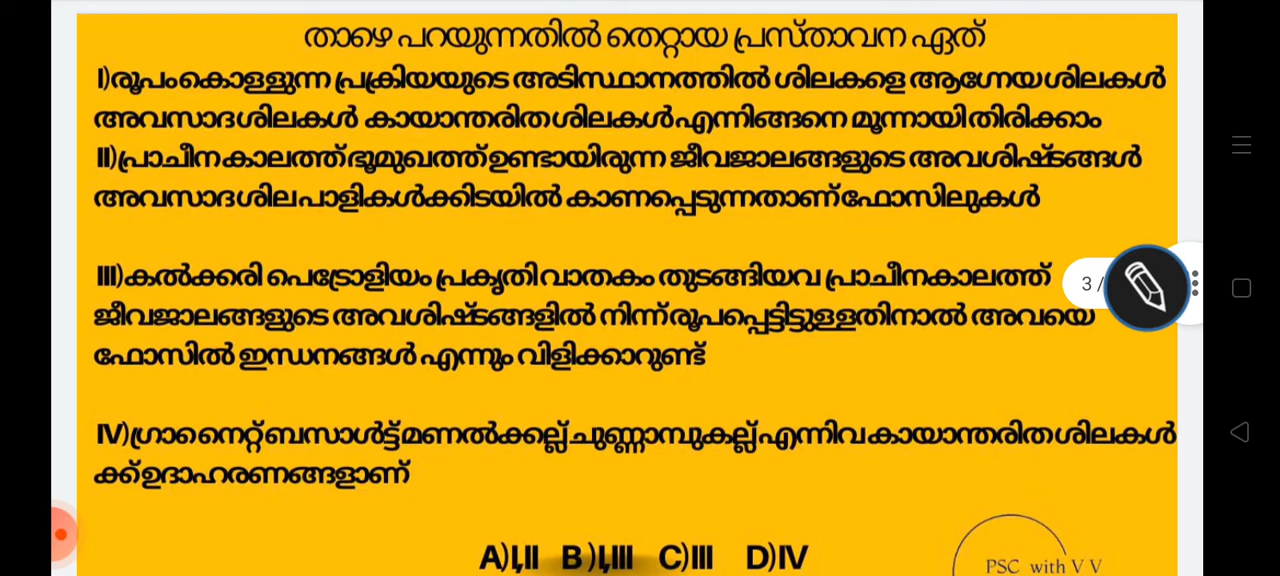 താഴെ പറയുന്നതിൽ തെറ്റായ പ്രസ്താവന ഏത്
I)രൂപംകൊള്ളുന്ന പ്രക്രിയയുടെ അടിസ്ഥാനത്തിൽ ശിലകളെ ആഗ്നേയശിലകൾ
അവസാദശിലകൾ കായാന്തരിതശിലകൾഎന്നിങ്ങനെ മൂന്നായിതിരിക്കാം
II)പ്രാചീനകാലത്ത്ഭൂമുഖത്ത്ഉണ്ടായിരുന്ന ജീവജാലങ്ങളുടെ അവശിഷ്ടങ്ങൾ
അവസാദശിലപാളികൾക്കിടയിൽ കാണപ്പെടുന്നതാണ്ഫോസിലുകൾ
III)കൽക്കരി പെട്രോളിയം പ്രകൃതിവാതകം തുടങ്ങിയവ പ്രാചീനകാലത്ത്
3 /
ജീവജാലങ്ങളുടെ അവശിഷ്ടങ്ങളിൽ നിന്ന്രൂപപ്പെട്ടിട്ടുള്ളതിനാൽ അവയെ
ഫോസിൽ ഇന്ധനങ്ങൾ എന്നും വിളിക്കാറുണ്ട്
IV)ഗ്രാനൈറ്റ്ബസാൾട്ട്മണൽക്കല്ല്ചുണ്ണാമ്പുകല്ല്എന്നിവകായാന്തരിതശിലകൾ
ക്ക്ഉദാഹരണങ്ങളാണ്
A)I,II B)I,III C)III D)IV
PSC with V V